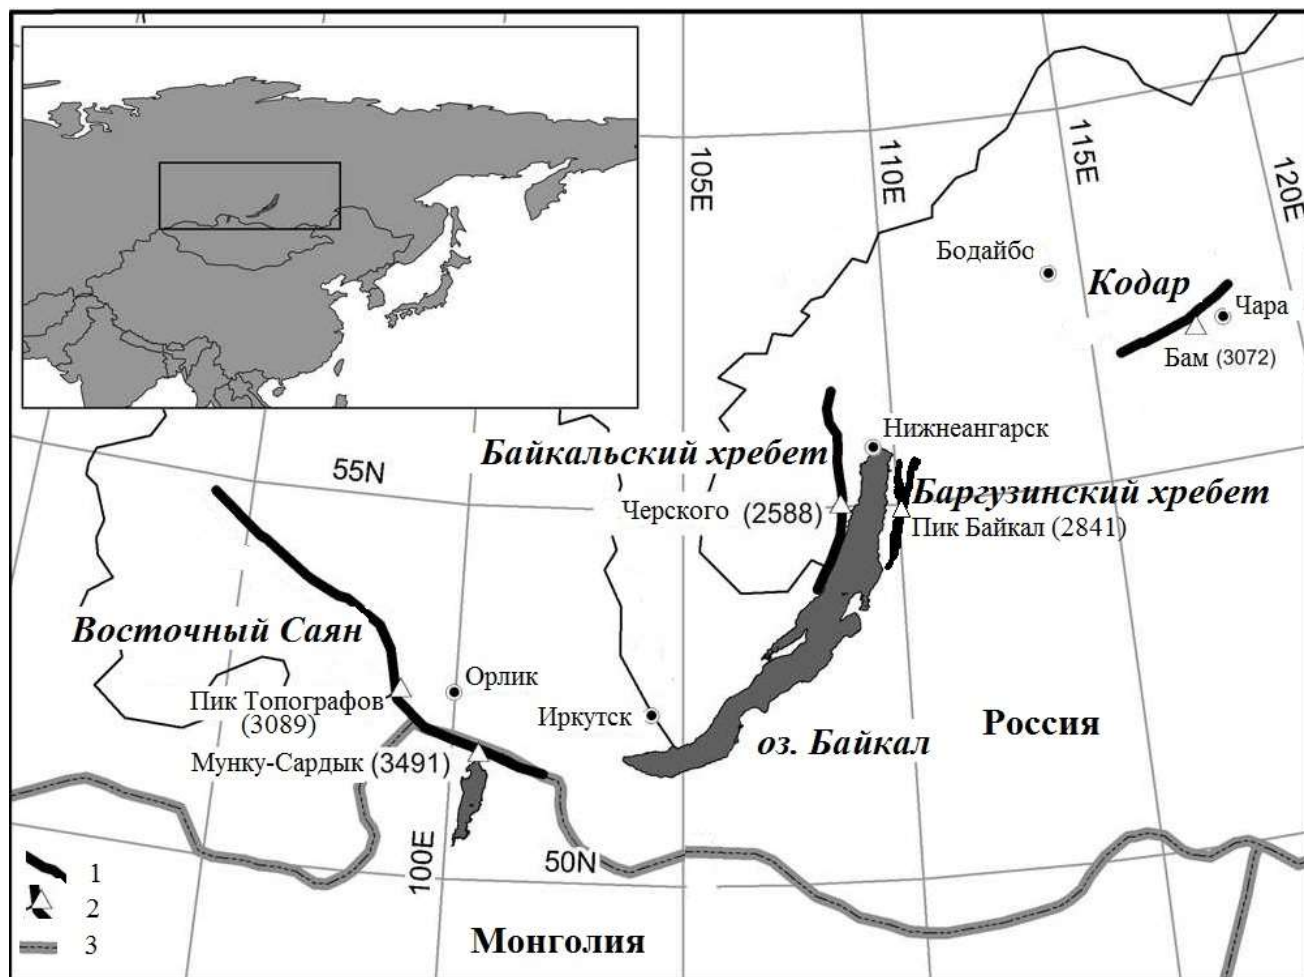 105E
110E
115E
120E
Бодайбо
Кодар
Чара
Бам (3072)
Нижнеангарск
Байкальский хребет
55N
Баргузинский хребет
Черского (2588)
Пик Байкал (2841)
Восточный Саян
Орлик
Пик Топографов
(3089)
Иркутск
Россия
оз. Байкал
Мунку-Сардык (3491)
100E
50N
1
2
3
Монголия